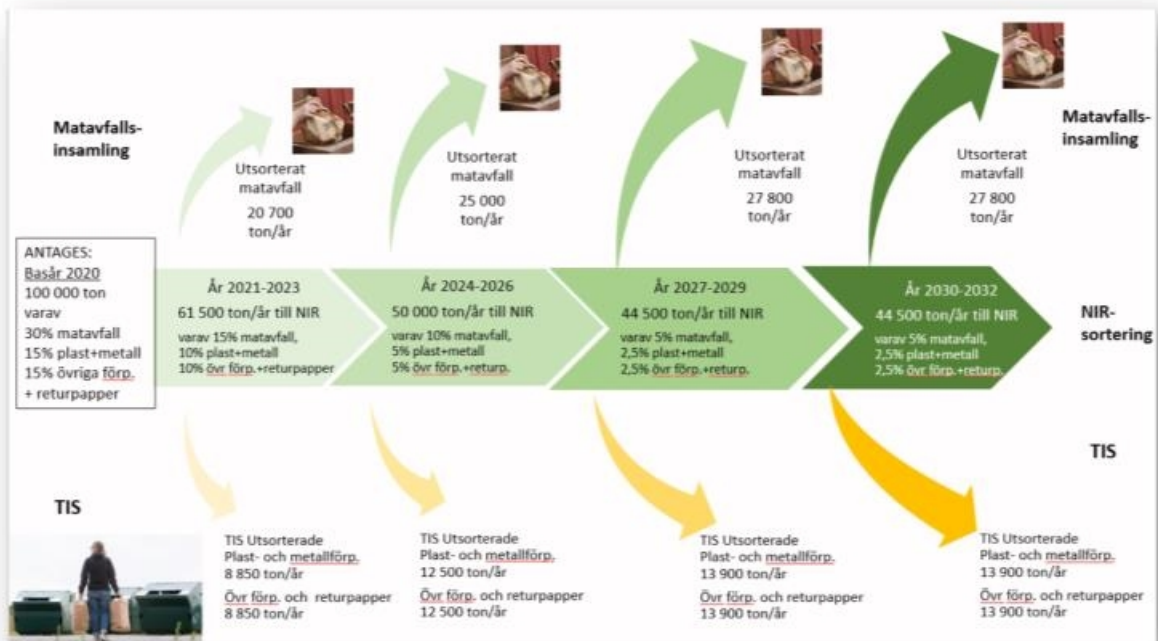 Matavfalls-
insamling
Utsorterat
matavfall
20 700
ton/år
Utsorterat
matavfall
25 000
ton/år
Utsorterat
matavfall
27 800
ton/år
Utsorterat
matavfall
27 800
ton/år
Matavfalls-
insamling
ANTAGES:
Basår 2020
100 000 ton
varav
30% matavfall
15% plast+metall
15% övriga förp.
+ returpapper
År 2021-2023
61 500 ton/år till NIR
varav 15% matavfall,
10% plast+metall
10% övr förp.+returpapper
År 2024-2026
50 000 ton/år till NIR
varav 10% matavfall,
5% plast+metall
5% övr förp.+returp.
År 2027-2029
44 500 ton/år till NIR
varav 5% matavfall,
2,5% plast+metall
2,5% övr förp.+returp.
År 2030-2032
44 500 ton/år till NIR
varav 5% matavfall,
2,5% plast+metall
2,5% övr förp.+returp.
NIR-
sortering
TIS
TIS
TIS Utsorterade
Plast- och metallförp.
8 850 ton/år
Övr förp. och returpapper
8 850 ton/år
TIS Utsorterade
Plast- och metallförp.
12 500 ton/år
Övr förp. och returpapper
12 500 ton/år
TIS Utsorterade
Plast- och metallförp.
13 900 ton/år
Övr förp. och returpapper
13 900 ton/år
TIS Utsorterade
Plast- och metallförp.
13 900 ton/år
Övr förp. och returpapper
13 900 ton/år